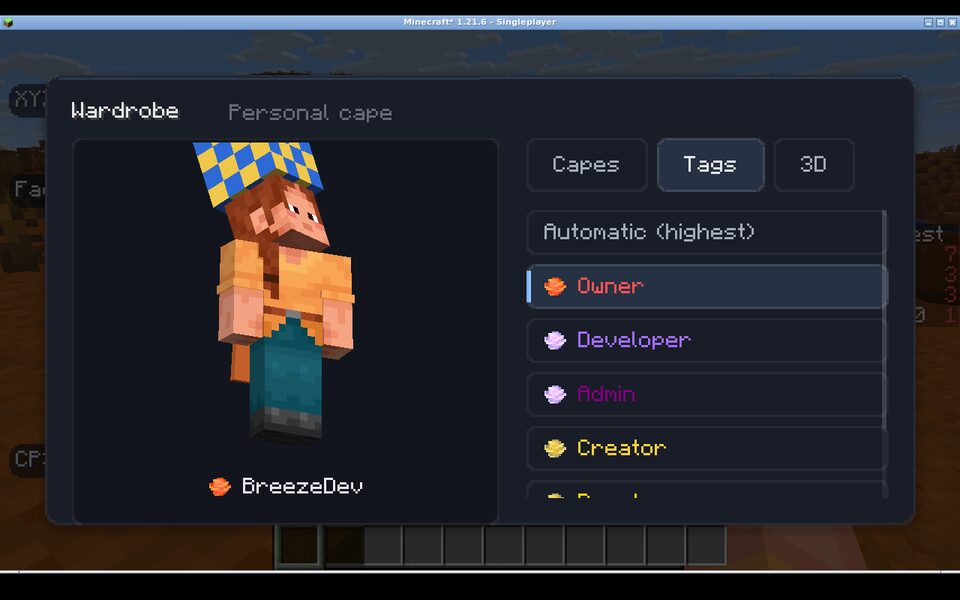 Minecraft* 1.21.6 - Singleplayer
Wardrobe
Personal cape
Capes
Tags
3D
Automatic (highest)
Owner
Developer
Admin
Creator
BreezeDev